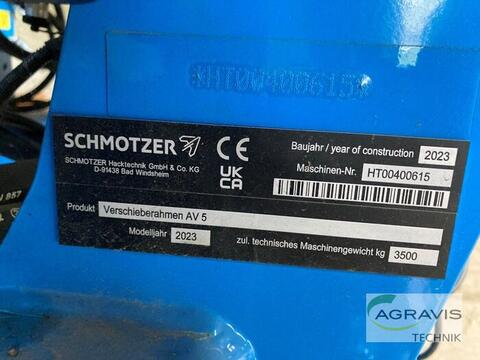 HT00400615
SCHMOTZER
SCHMOTZER Hacktechnik GmbH & Co. KG
D-91438 Bad Windsheim
CE
UK
CA
Baujahr / year of construction 2023
Maschinen-Nr. HT00400615
Produkt Verschieberahmen AV 5
Modelljahr 2023
zul. technisches Maschinengewicht kg 3500
957
AGRAVIS
TECHNIK